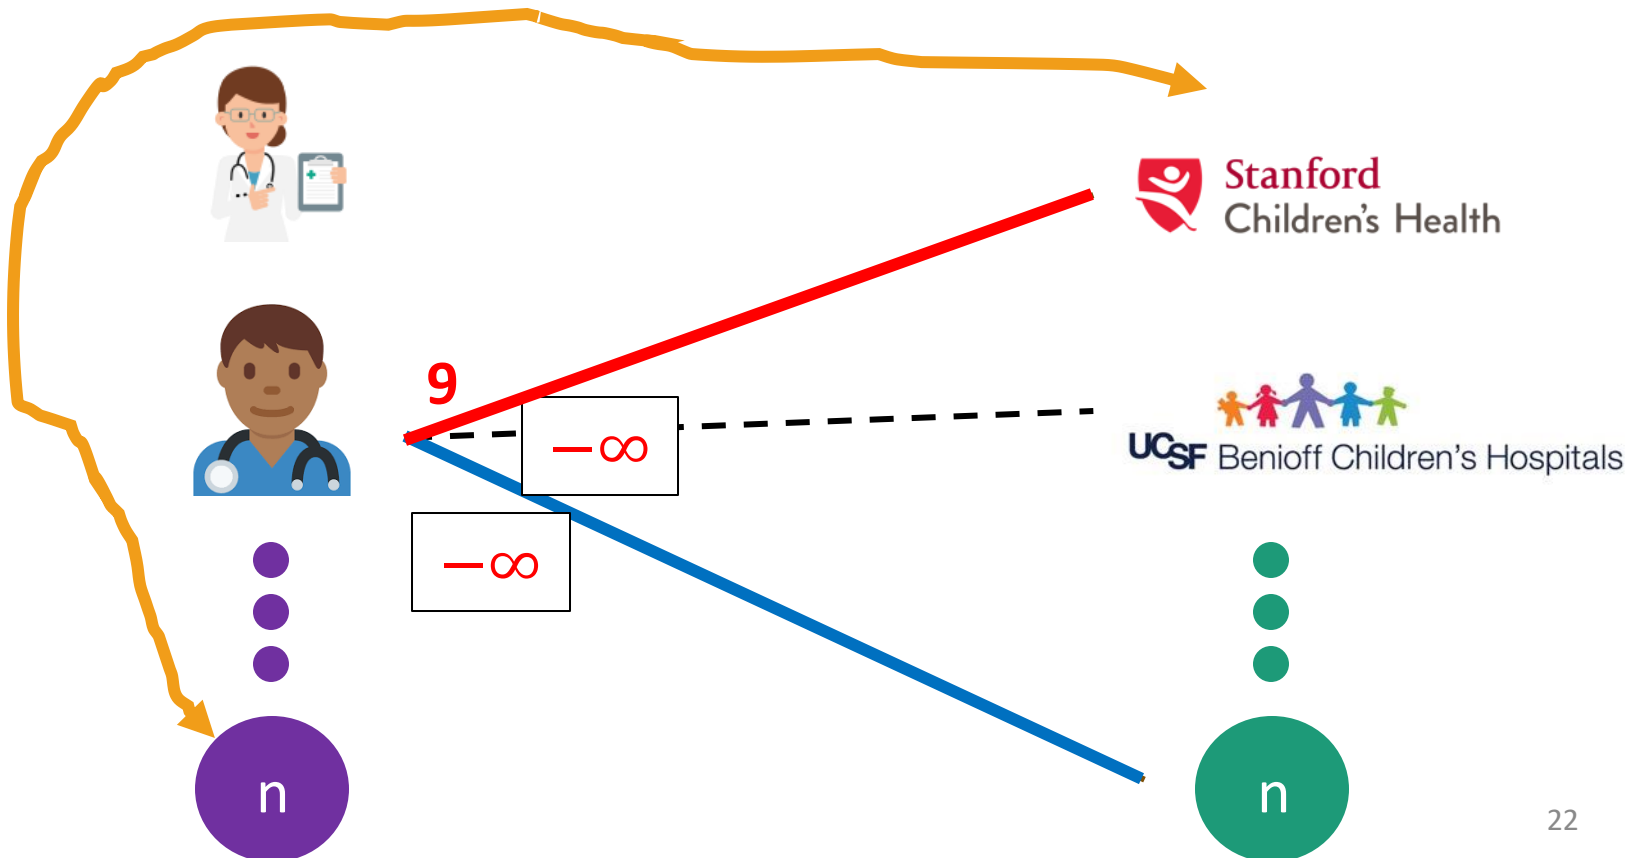 Stanford
Children's Health
9
−∞
UCSF Benioff Children's Hospitals
−∞
n
n
22